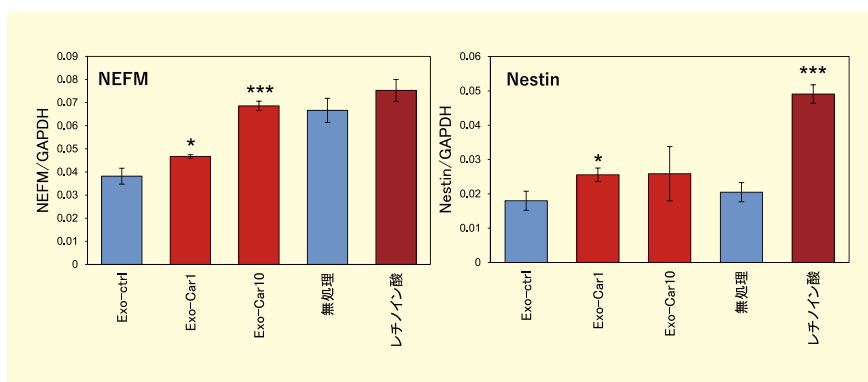 NEFM
NEFM/GAPDH
0.09
0.08
0.07
0.06
0.05
0.04
0.03
0.02
0.01
0
*
***
Exo-ctrl
Exo-Car1
Exo-Car10
無処理
レチノイン酸
Nestin
Nestin/GAPDH
0.06
0.05
0.04
0.03
0.02
0.01
0
*
***
Exo-ctrl
Exo-Car1
Exo-Car10
無処理
レチノイン酸